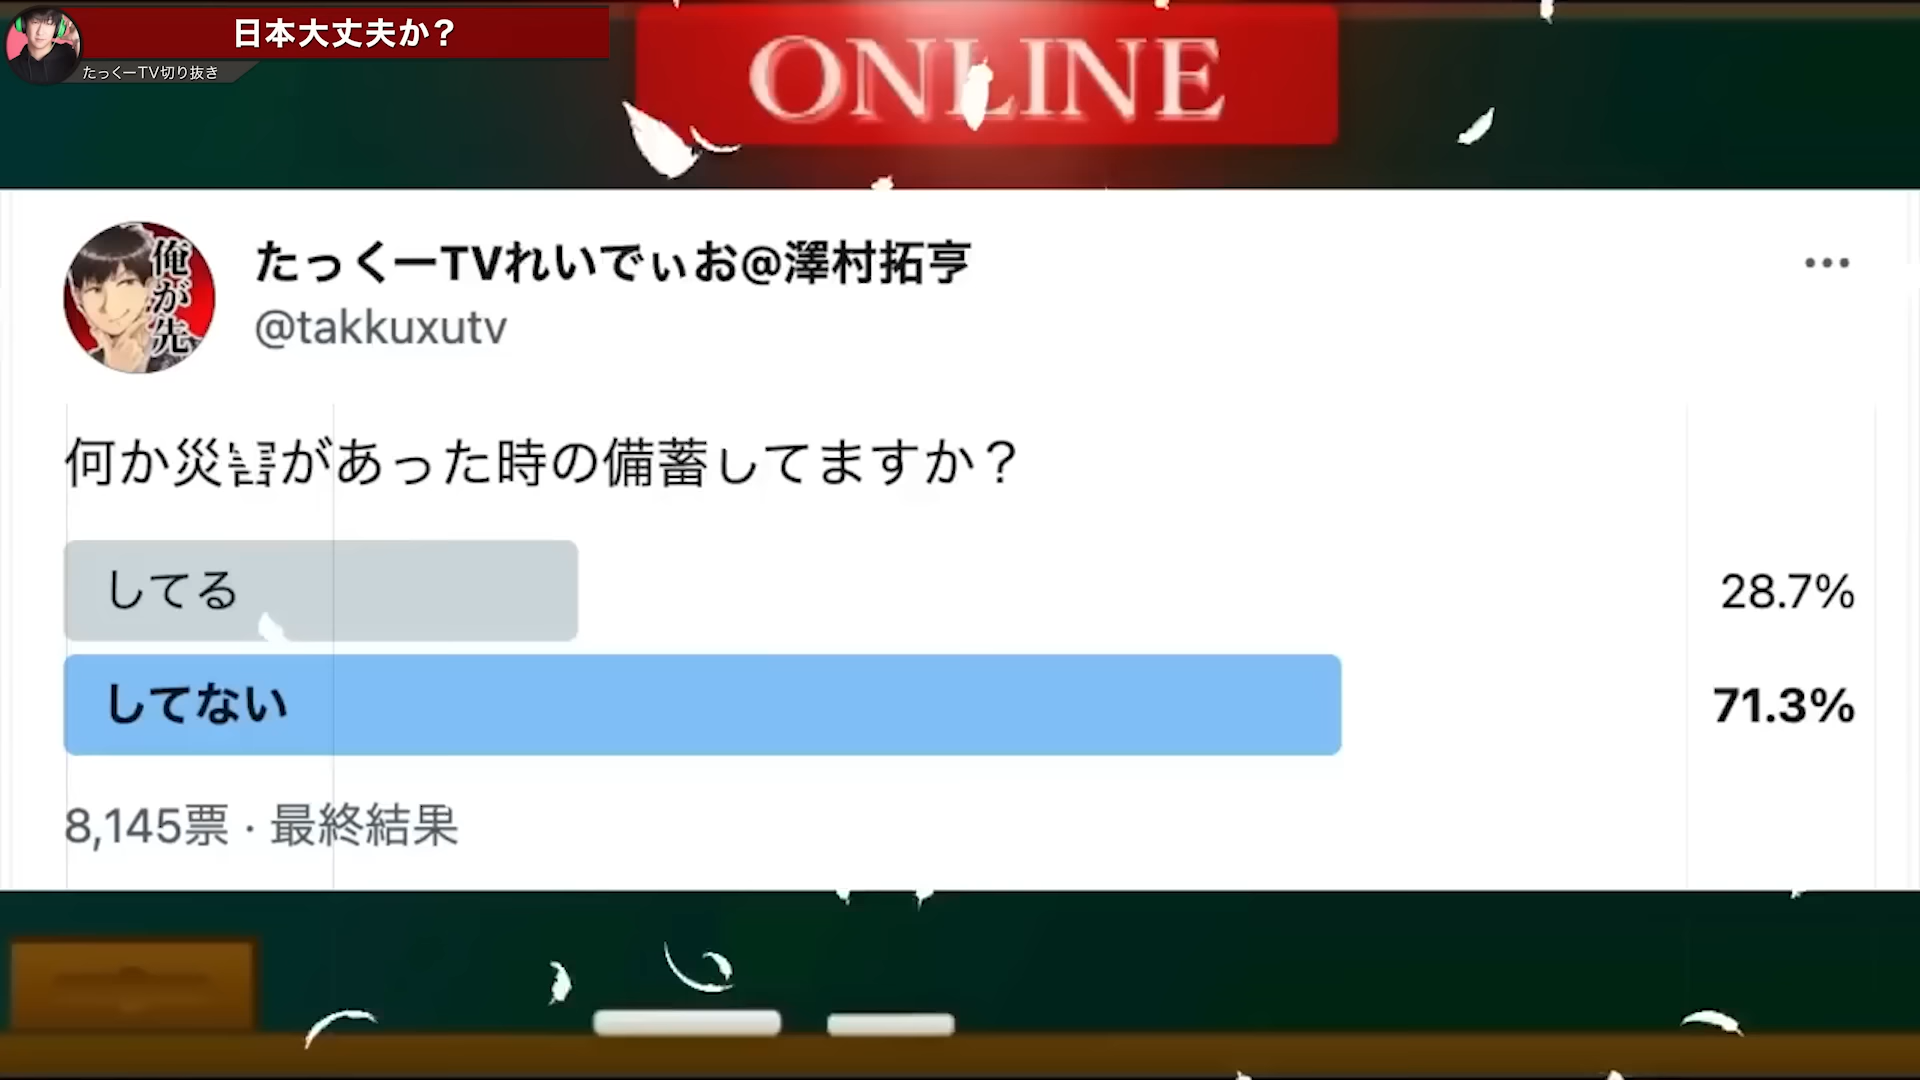 日本大丈夫か？
たっくーTV切り抜き
ONLINE
俺が先
たっくーTVれいでぃお@澤村拓亨
@takkuxutv
何か災害があった時の備蓄してますか？
してる
28.7%
してない
71.3%
8,145票 · 最終結果